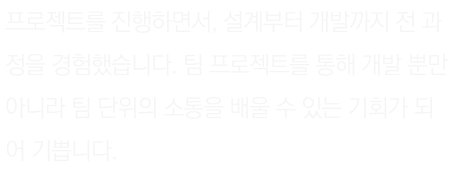 프로젝트를 진행하면서, 설계부터 개발까지 전 과
정을 경험했습니다. 팀 프로젝트를 통해 개발 뿐만
아니라 팀 단위의 소통을 배울 수 있는 기회가 되
어 기쁩니다.